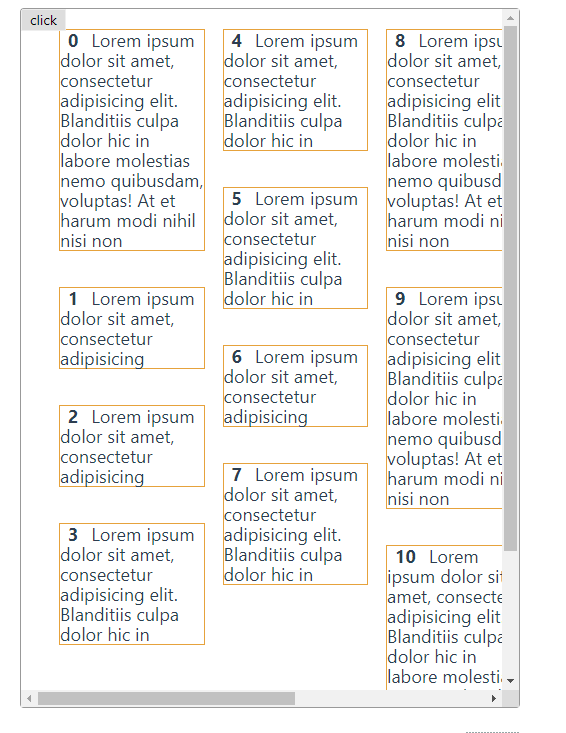 click
0 Lorem ipsum
dolor sit amet,
consectetur
adipisicing elit.
Blanditiis culpa
dolor hic in
labore molestias
nemo quibusdam,
voluptas! At et
harum modi nihil
nisi non
1 Lorem ipsum
dolor sit amet,
consectetur
adipisicing
2 Lorem ipsum
dolor sit amet,
consectetur
adipisicing
3 Lorem ipsum
dolor sit amet,
consectetur
adipisicing elit.
Blanditiis culpa
dolor hic in
4 Lorem ipsum
dolor sit amet,
consectetur
adipisicing elit.
Blanditiis culpa
dolor hic in
5 Lorem ipsum
dolor sit amet,
consectetur
adipisicing elit.
Blanditiis culpa
dolor hic in
6 Lorem ipsum
dolor sit amet,
consectetur
adipisicing
7 Lorem ipsum
dolor sit amet,
consectetur
adipisicing elit.
Blanditiis culpa
dolor hic in
8 Lorem ipsu
dolor sit amet,
consectetur
adipisicing elit
Blanditiis culpa
dolor hic in
labore molesti
nemo quibusd
voluptas! At et
harum modi ni
nisi non
9 Lorem ipsu
dolor sit amet,
consectetur
adipisicing elit
Blanditiis culpa
dolor hic in
labore molesti
nemo quibusd
voluptas! At et
harum modi ni
nisi non
10 Lorem
ipsum dolor sit
amet, consecte
adipisicing elit
Blanditiis culpa
dolor hic in
labore molesti